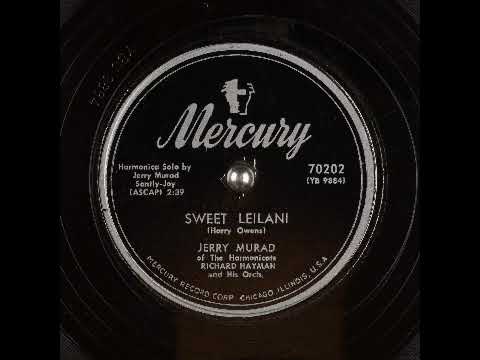 Mercury
Harmonica Solo by
Jerry Murad
Santly-Joy
(ASCAP) 2:39
70202
(YB 9884)
SWEET LEILANI
(Harry Owens)
JERRY MURAD
of The Harmonicats
RICHARD HAYMAN
and His Orch.
MERCURY RECORD CORP. CHICAGO, ILLINOIS, U.S.A.